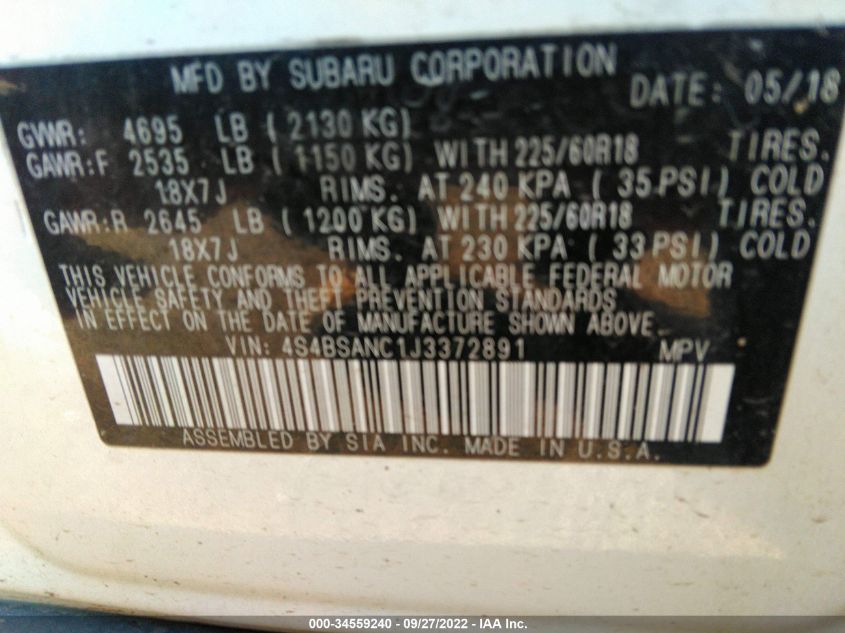 MFD BY SUBARU CORPORATION
DATE: 05/18
GVWR: 4695 LB ( 2130 KG)
GAWR:F 2535 LB ( 1150 KG) WITH 225/60R18 TIRES.
18X7J RIMS. AT 240 KPA ( 35 PSI) COLD
GAWR:R 2645 LB ( 1200 KG) WITH 225/60R18 TIRES.
18X7J RIMS. AT 230 KPA ( 33 PSI) COLD
THIS VEHICLE CONFORMS TO ALL APPLICABLE FEDERAL MOTOR
VEHICLE SAFETY AND THEFT PREVENTION STANDARDS
IN EFFECT ON THE DATE OF MANUFACTURE SHOWN ABOVE.
VIN: 4S4BSANC1J3372891 MPV
ASSEMBLED BY SIA INC. MADE IN U.S.A.
000-34559240 - 09/27/2022 - IAA Inc.